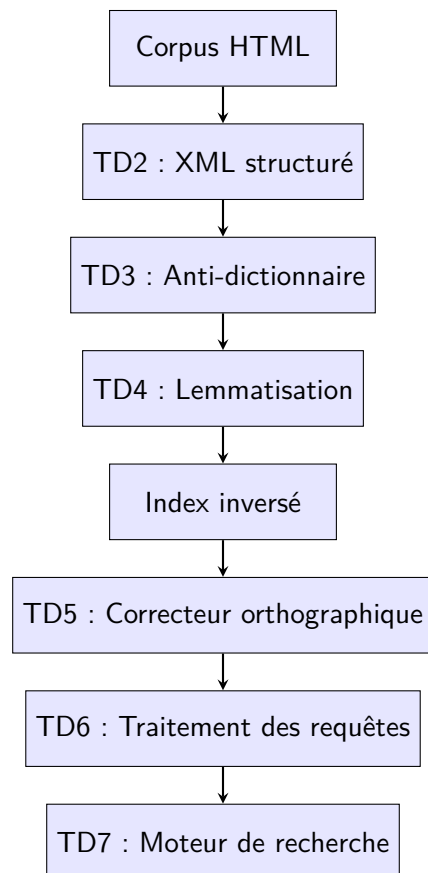 Corpus HTML
TD2 : XML structuré
TD3 : Anti-dictionnaire
TD4 : Lemmatisation
Index inversé
TD5 : Correcteur orthographique
TD6 : Traitement des requêtes
TD7 : Moteur de recherche